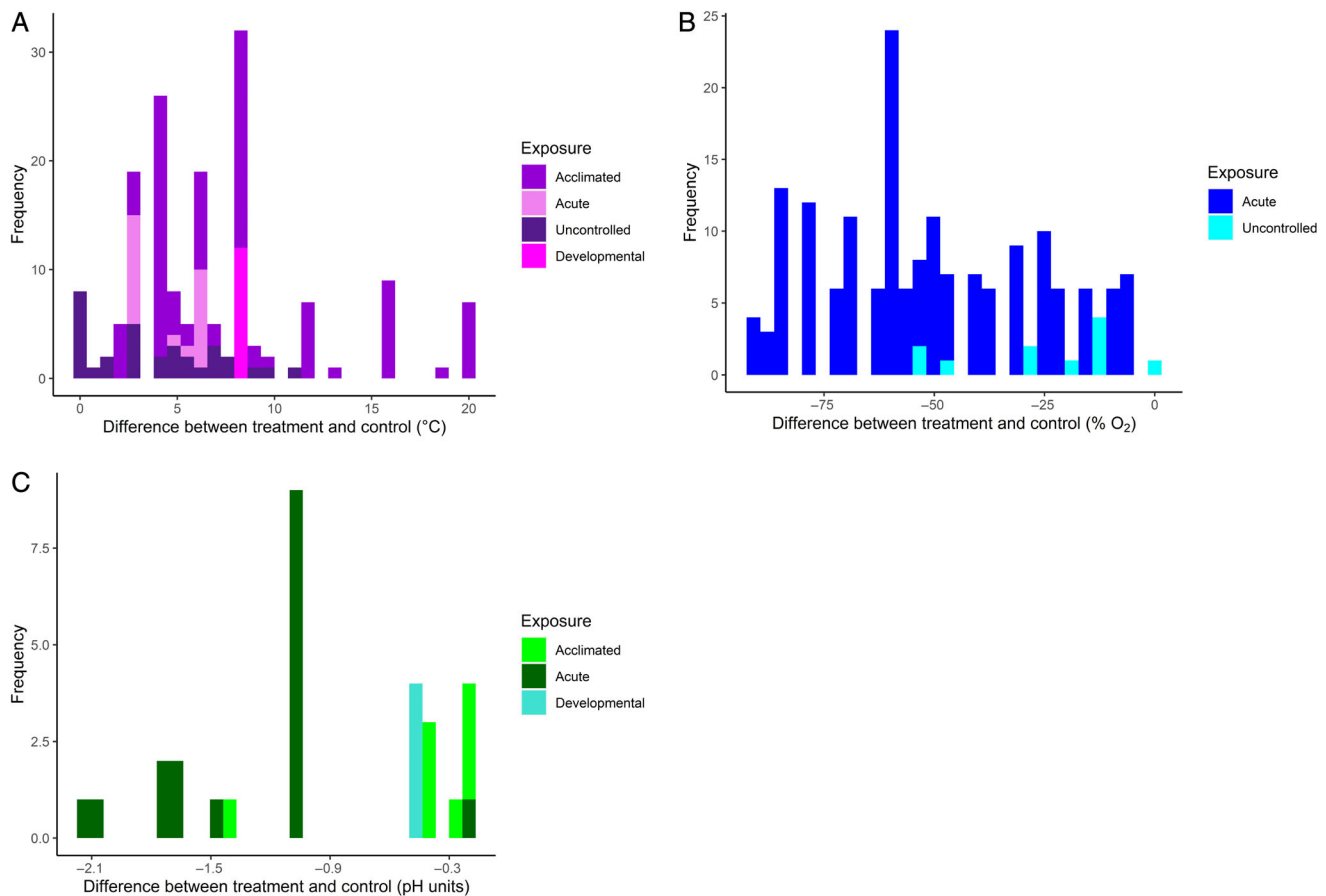 A
Frequency
30
20
10
0
0 5 10 15 20
Difference between treatment and control (°C)
Exposure
Acclimated
Acute
Uncontrolled
Developmental
B
Frequency
25
20
15
10
5
0
−75 −50 −25 0
Difference between treatment and control (% O₂)
Exposure
Acute
Uncontrolled
C
Frequency
7.5
5.0
2.5
0.0
−2.1 −1.5 −0.9 −0.3
Difference between treatment and control (pH units)
Exposure
Acclimated
Acute
Developmental